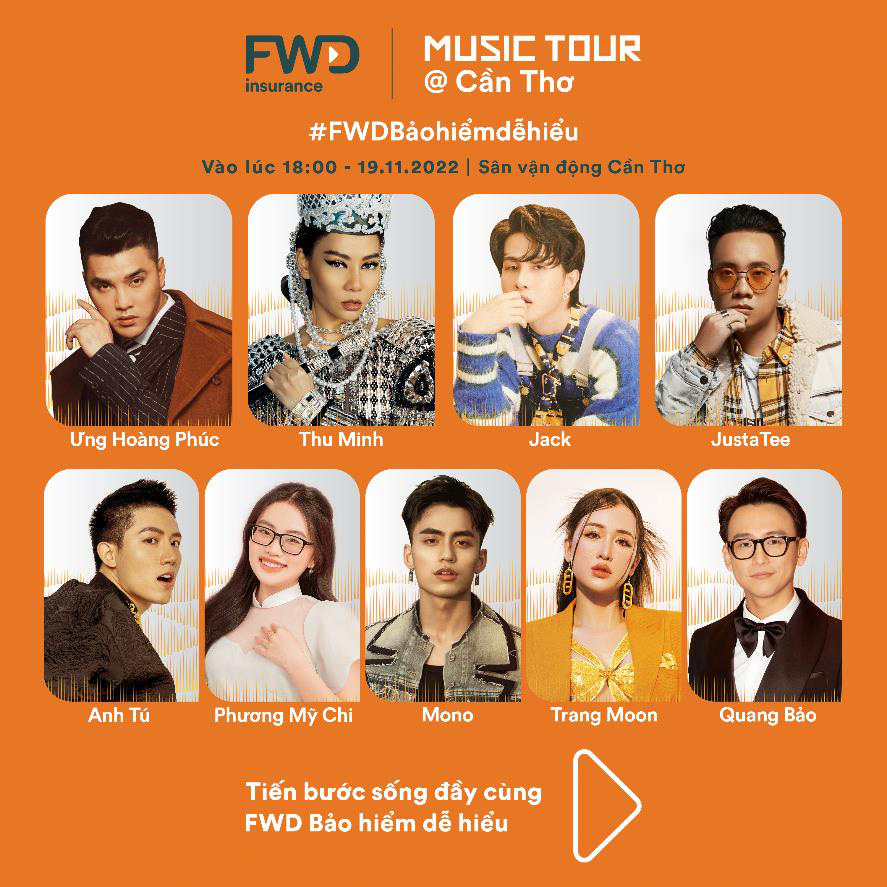 FWD
insurance
MUSIC TOUR
@ Cần Thơ
#FWDBảohiểmdễhiểu
Vào lúc 18:00 - 19.11.2022 | Sân vận động Cần Thơ
Ưng Hoàng Phúc
Thu Minh
Jack
JustaTee
Anh Tú
Phương Mỹ Chi
Mono
Trang Moon
Quang Bảo
Tiến bước sống đầy cùng
FWD Bảo hiểm dễ hiểu